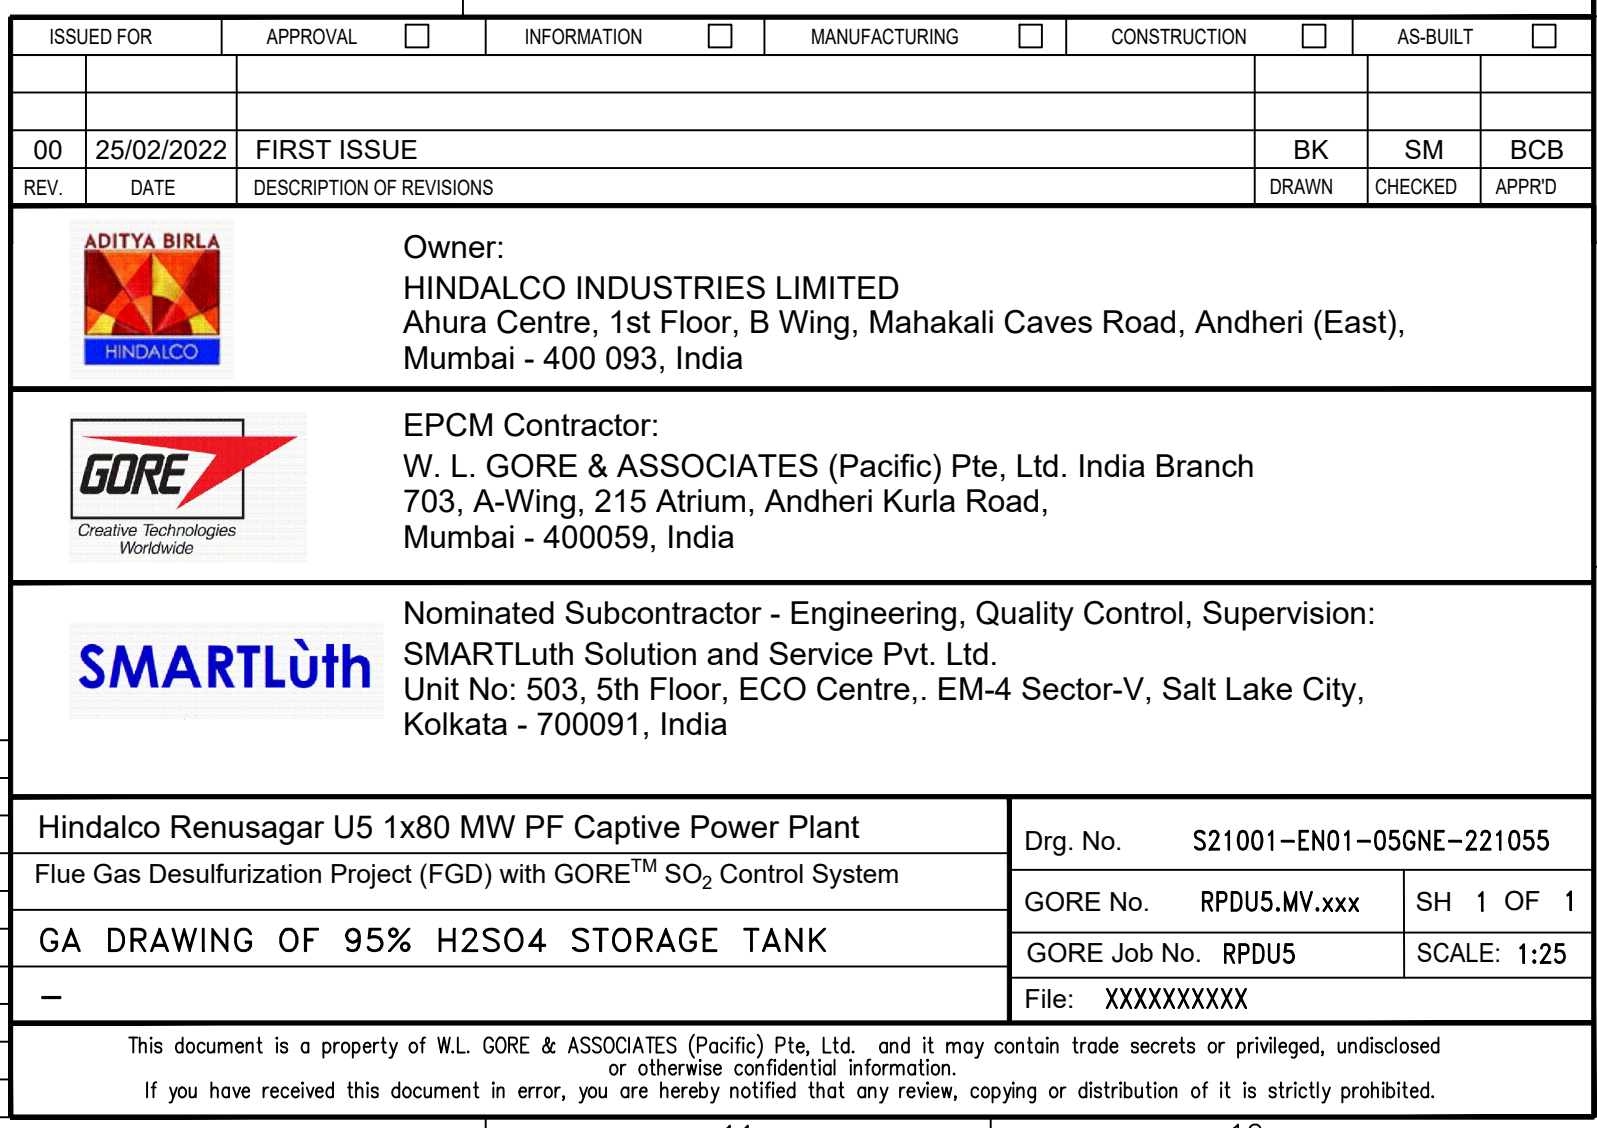 ISSUED FOR APPROVAL INFORMATION MANUFACTURING CONSTRUCTION AS-BUILT
00 25/02/2022 FIRST ISSUE BK SM BCB
REV. DATE DESCRIPTION OF REVISIONS DRAWN CHECKED APPR'D
ADITYA BIRLA
HINDALCO
Owner:
HINDALCO INDUSTRIES LIMITED
Ahura Centre, 1st Floor, B Wing, Mahakali Caves Road, Andheri (East),
Mumbai - 400 093, India
GORE
Creative Technologies
Worldwide
EPCM Contractor:
W. L. GORE & ASSOCIATES (Pacific) Pte, Ltd. India Branch
703, A-Wing, 215 Atrium, Andheri Kurla Road,
Mumbai - 400059, India
SMARTLùth
Nominated Subcontractor - Engineering, Quality Control, Supervision:
SMARTLuth Solution and Service Pvt. Ltd.
Unit No: 503, 5th Floor, ECO Centre,. EM-4 Sector-V, Salt Lake City,
Kolkata - 700091, India
Hindalco Renusagar U5 1x80 MW PF Captive Power Plant
Flue Gas Desulfurization Project (FGD) with GORE™ SO₂ Control System
GA DRAWING OF 95% H2SO4 STORAGE TANK
–
Drg. No. S21001-EN01-05GNE-221055
GORE No. RPDU5.MV.xxx SH 1 OF 1
GORE Job No. RPDU5 SCALE: 1:25
File: XXXXXXXXXX
This document is a property of W.L. GORE & ASSOCIATES (Pacific) Pte, Ltd. and it may contain trade secrets or privileged, undisclosed
or otherwise confidential information.
If you have received this document in error, you are hereby notified that any review, copying or distribution of it is strictly prohibited.